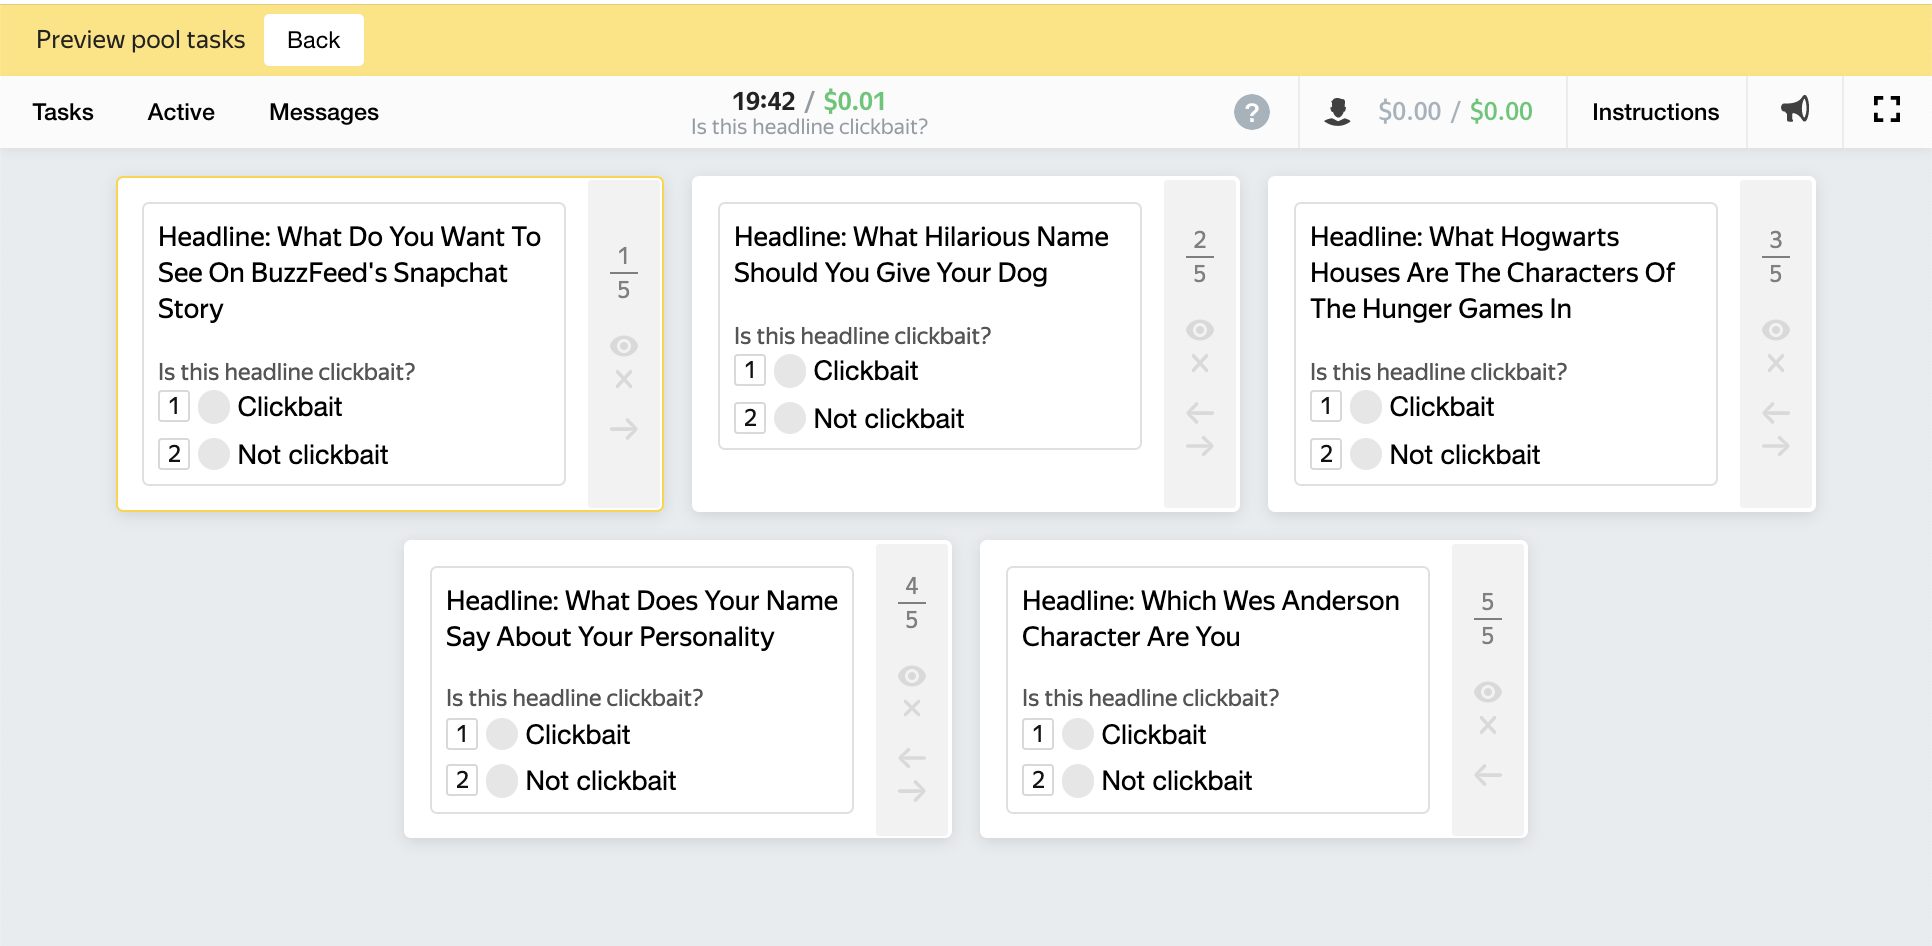 Preview pool tasks
Back
Tasks
Active
Messages
19:42 / $0.01
Is this headline clickbait?
?
$0.00 / $0.00
Instructions
Headline: What Do You Want To
See On BuzzFeed's Snapchat
Story
Is this headline clickbait?
1 Clickbait
2 Not clickbait
1
5
Headline: What Hilarious Name
Should You Give Your Dog
Is this headline clickbait?
1 Clickbait
2 Not clickbait
2
5
Headline: What Hogwarts
Houses Are The Characters Of
The Hunger Games In
Is this headline clickbait?
1 Clickbait
2 Not clickbait
3
5
Headline: What Does Your Name
Say About Your Personality
Is this headline clickbait?
1 Clickbait
2 Not clickbait
4
5
Headline: Which Wes Anderson
Character Are You
Is this headline clickbait?
1 Clickbait
2 Not clickbait
5
5